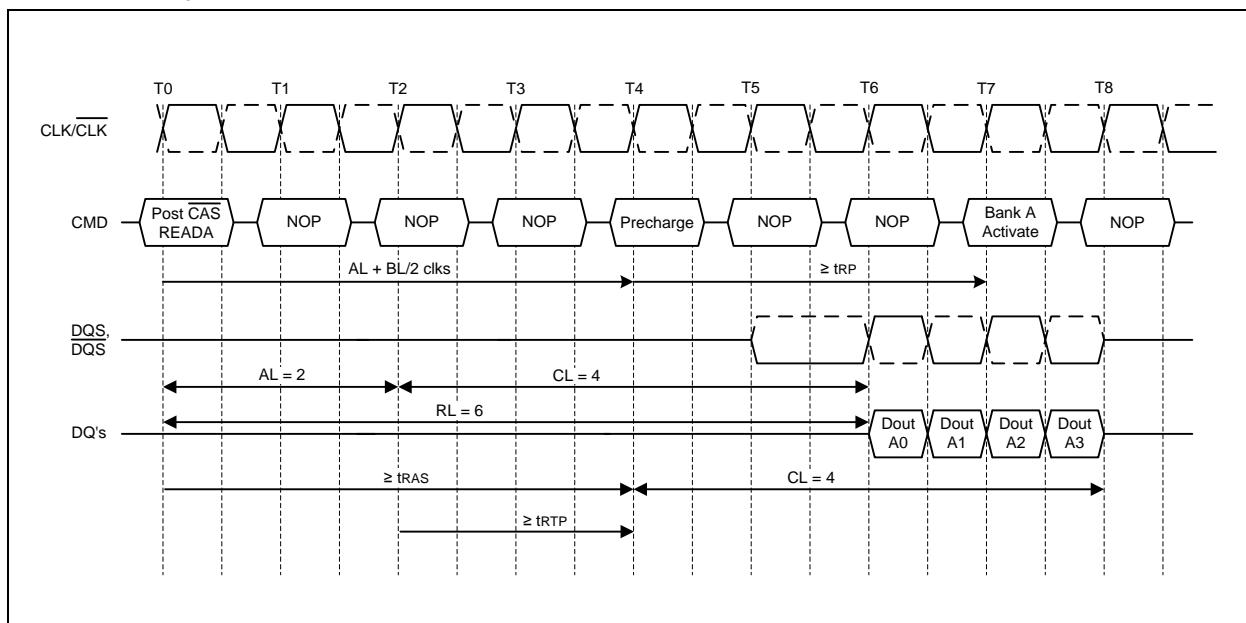 T0 T1 T2 T3 T4 T5 T6 T7 T8
CLK/CLK
CMD
Post CAS
READA
NOP
NOP
NOP
Precharge
NOP
NOP
Bank A
Activate
NOP
AL + BL/2 clks
≥ tRP
DQS,
DQS
AL = 2
CL = 4
RL = 6
DQ's
Dout
A0
Dout
A1
Dout
A2
Dout
A3
≥ tRAS
CL = 4
≥ tRTP